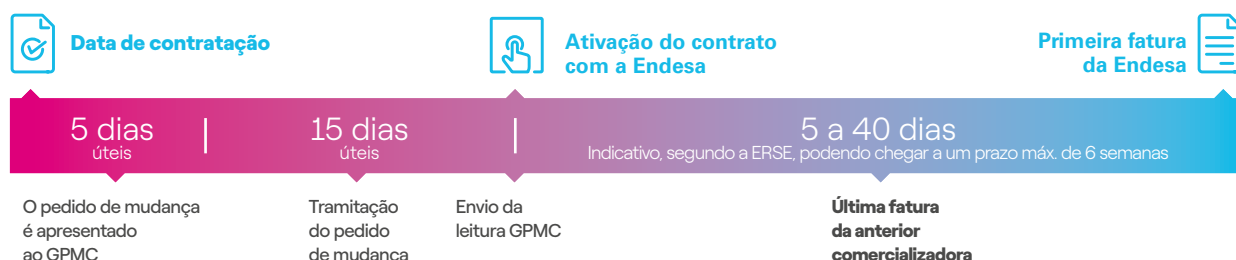 Data de contratação
Ativação do contrato
com a Endesa
Primeira fatura
da Endesa
5 dias
úteis
15 dias
úteis
5 a 40 dias
Indicativo, segundo a ERSE, podendo chegar a um prazo máx. de 6 semanas
O pedido de mudança
é apresentado
ao GPMC
Tramitação
do pedido
de mudança
Envio da
leitura GPMC
Última fatura
da anterior
comercializadora